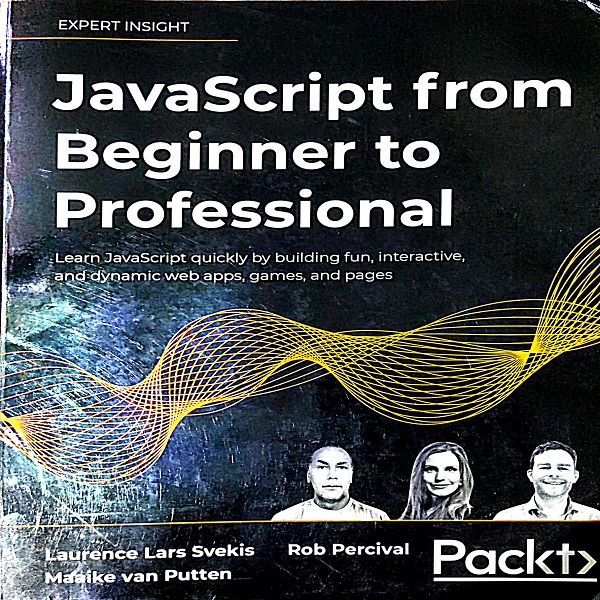 EXPERT INSIGHT
JavaScript from
Beginner to
Professional
Learn JavaScript quickly by building fun, interactive,
and dynamic web apps, games, and pages
Laurence Lars Svekis Rob Percival
Maaike van Putten
Packt>